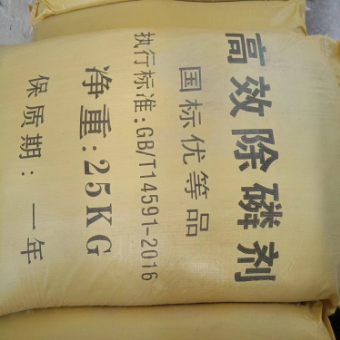 高效除磷剂
国标优等品
执行标准:GB/T14591-2016
净重:25KG
保质期:一年